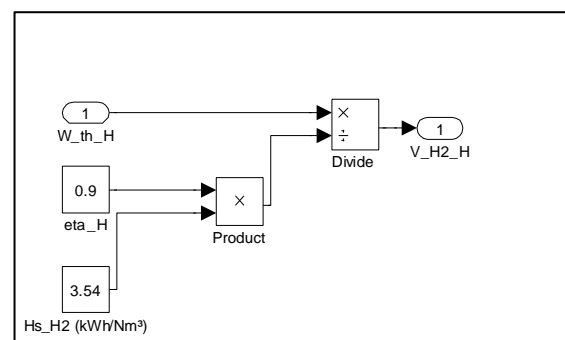 1
W_th_H
×
÷
Divide
1
V_H2_H
0.9
eta_H
×
Product
3.54
Hs_H2 (kWh/Nm³)